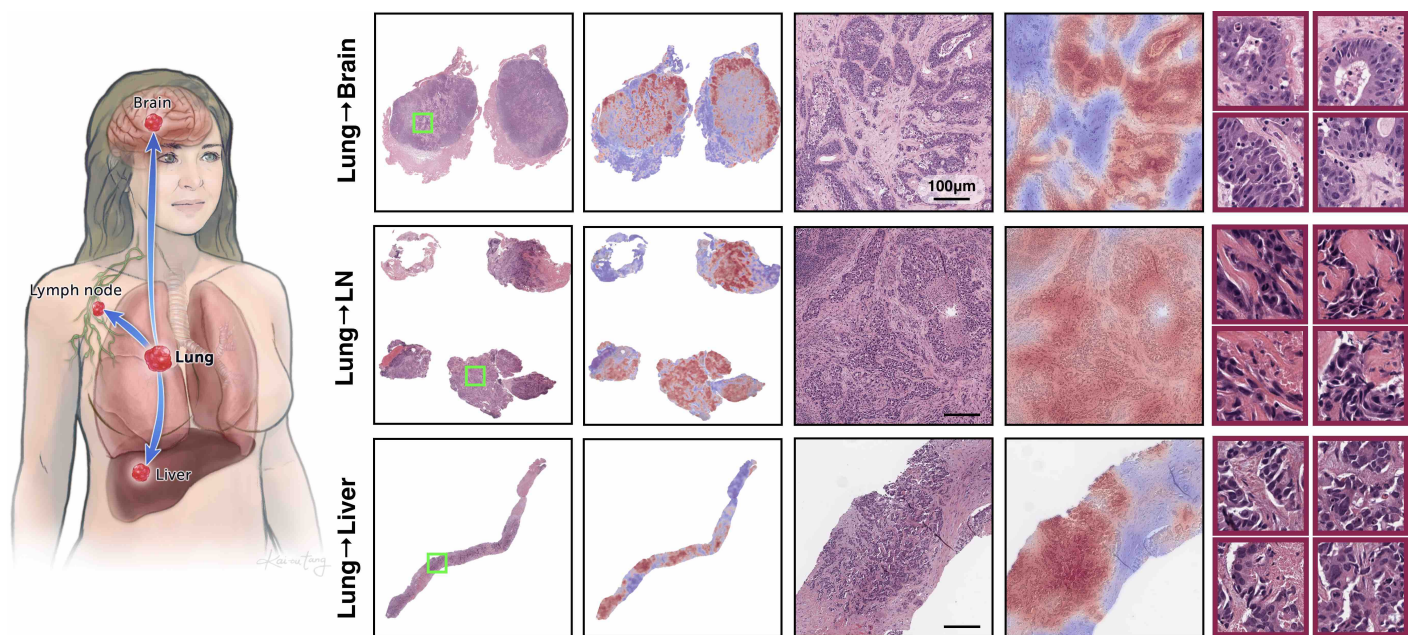 Brain
Lymph node
Lung
Liver
Lung→Brain
100μm
Lung→LN
Lung→Liver